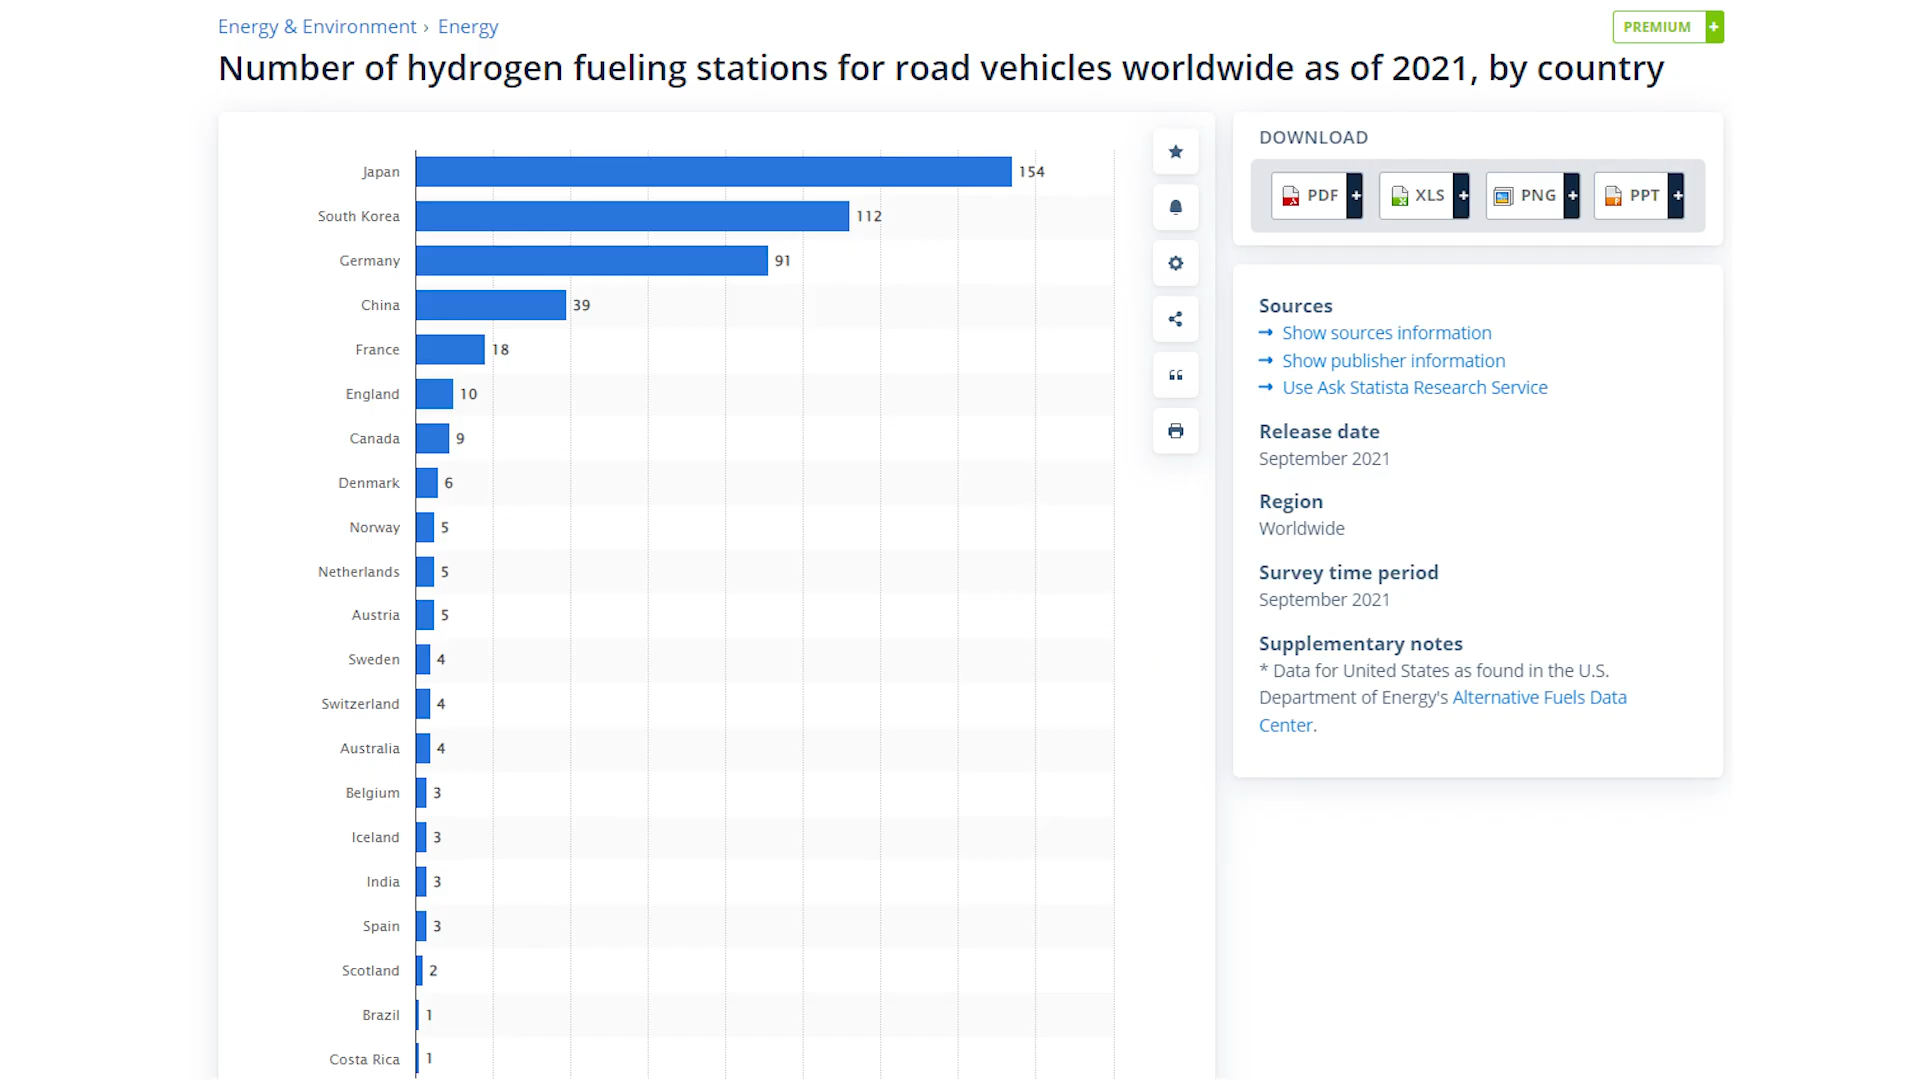 Energy & Environment › Energy
PREMIUM +
Number of hydrogen fueling stations for road vehicles worldwide as of 2021, by country
Japan 154
South Korea 112
Germany 91
China 39
France 18
England 10
Canada 9
Denmark 6
Norway 5
Netherlands 5
Austria 5
Sweden 4
Switzerland 4
Australia 4
Belgium 3
Iceland 3
India 3
Spain 3
Scotland 2
Brazil 1
Costa Rica 1
DOWNLOAD
PDF + XLS + PNG + PPT +
Sources
→ Show sources information
→ Show publisher information
→ Use Ask Statista Research Service
Release date
September 2021
Region
Worldwide
Survey time period
September 2021
Supplementary notes
* Data for United States as found in the U.S.
Department of Energy's Alternative Fuels Data
Center.